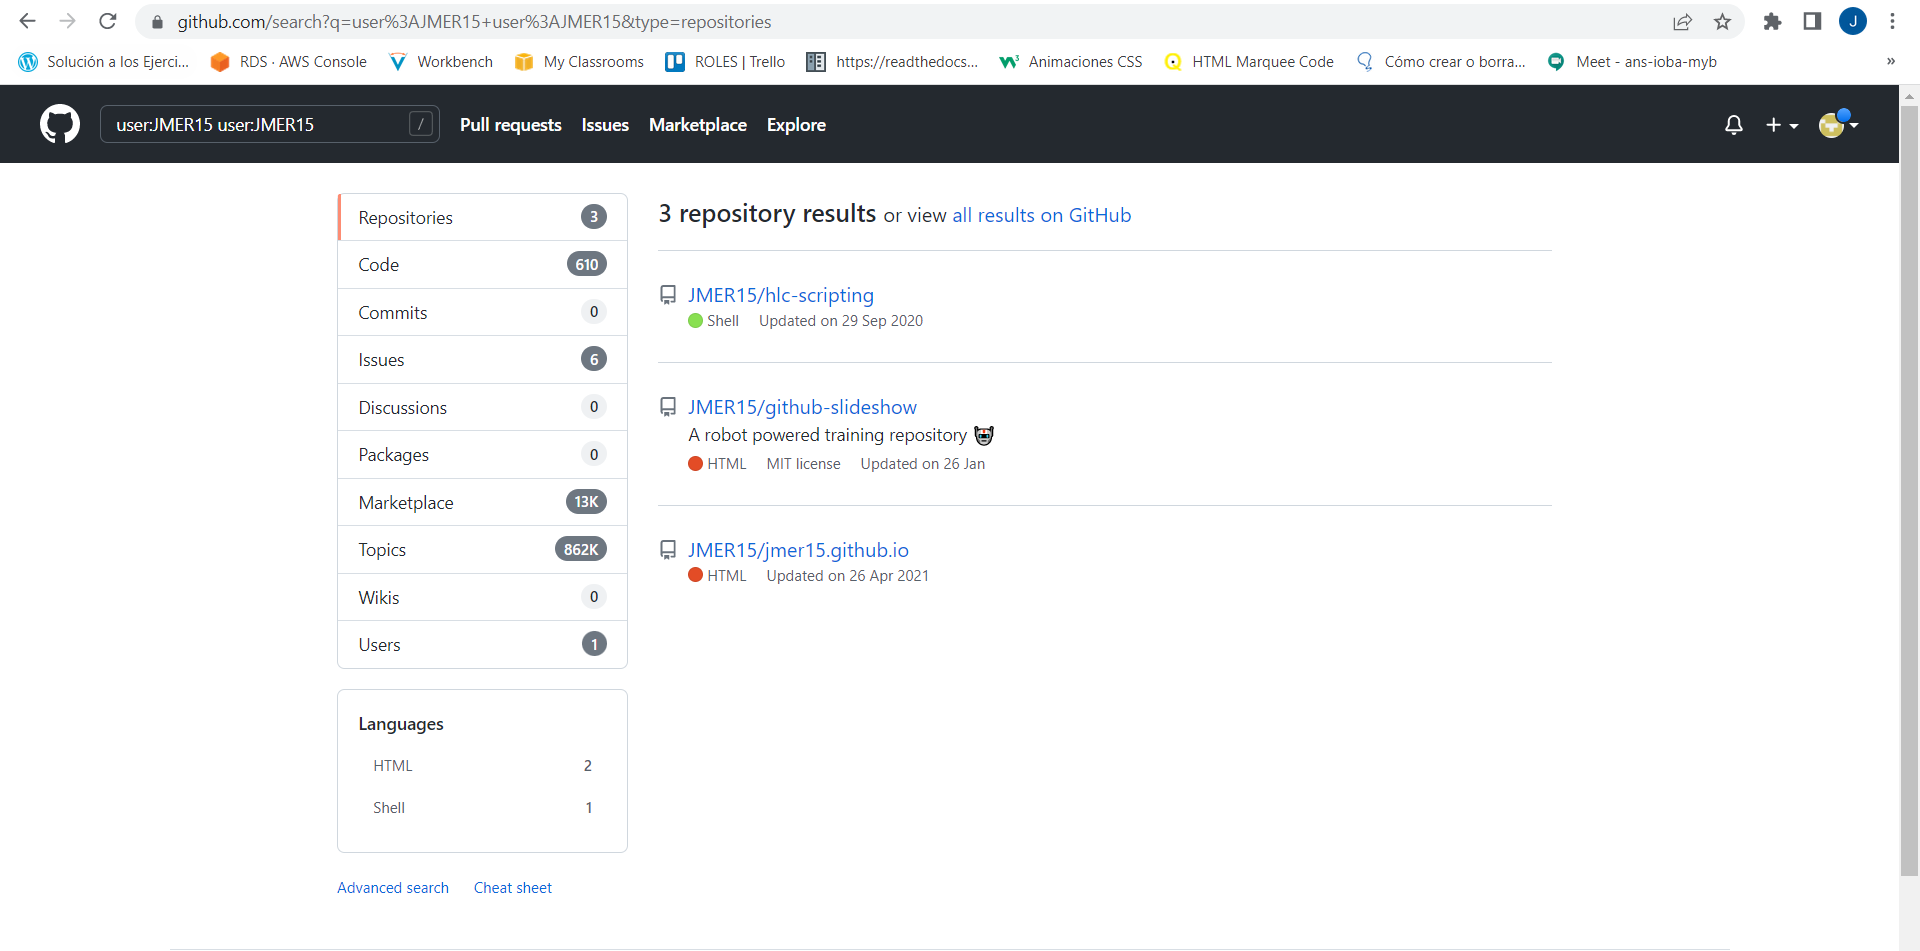 github.com/search?q=user%3AJMER15+user%3AJMER15&type=repositories
J
Solución a los Ejerci... RDS · AWS Console Workbench My Classrooms ROLES | Trello https://readthedocs... Animaciones CSS HTML Marquee Code Cómo crear o borra... Meet - ans-ioba-myb »
user:JMER15 user:JMER15 / Pull requests Issues Marketplace Explore
Repositories 3
Code 610
Commits 0
Issues 6
Discussions 0
Packages 0
Marketplace 13K
Topics 862K
Wikis 0
Users 1
Languages
HTML 2
Shell 1
Advanced search Cheat sheet
3 repository results or view all results on GitHub
JMER15/hlc-scripting
Shell Updated on 29 Sep 2020
JMER15/github-slideshow
A robot powered training repository
HTML MIT license Updated on 26 Jan
JMER15/jmer15.github.io
HTML Updated on 26 Apr 2021